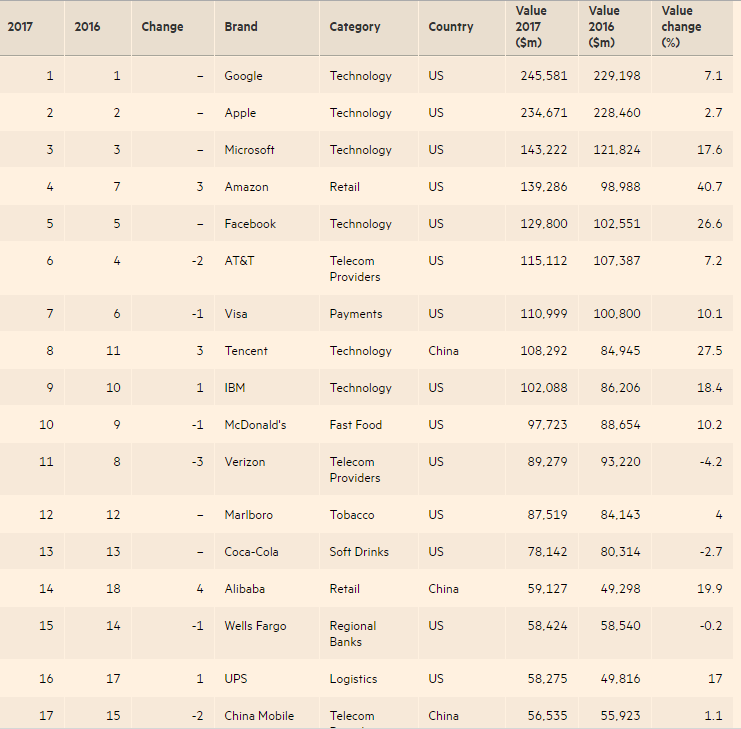 2017 2016 Change Brand Category Country Value 2017 ($m) Value 2016 ($m) Value change (%)
1 1 – Google Technology US 245,581 229,198 7.1
2 2 – Apple Technology US 234,671 228,460 2.7
3 3 – Microsoft Technology US 143,222 121,824 17.6
4 7 3 Amazon Retail US 139,286 98,988 40.7
5 5 – Facebook Technology US 129,800 102,551 26.6
6 4 -2 AT&T Telecom Providers US 115,112 107,387 7.2
7 6 -1 Visa Payments US 110,999 100,800 10.1
8 11 3 Tencent Technology China 108,292 84,945 27.5
9 10 1 IBM Technology US 102,088 86,206 18.4
10 9 -1 McDonald's Fast Food US 97,723 88,654 10.2
11 8 -3 Verizon Telecom Providers US 89,279 93,220 -4.2
12 12 – Marlboro Tobacco US 87,519 84,143 4
13 13 – Coca-Cola Soft Drinks US 78,142 80,314 -2.7
14 18 4 Alibaba Retail China 59,127 49,298 19.9
15 14 -1 Wells Fargo Regional Banks US 58,424 58,540 -0.2
16 17 1 UPS Logistics US 58,275 49,816 17
17 15 -2 China Mobile Telecom China 56,535 55,923 1.1